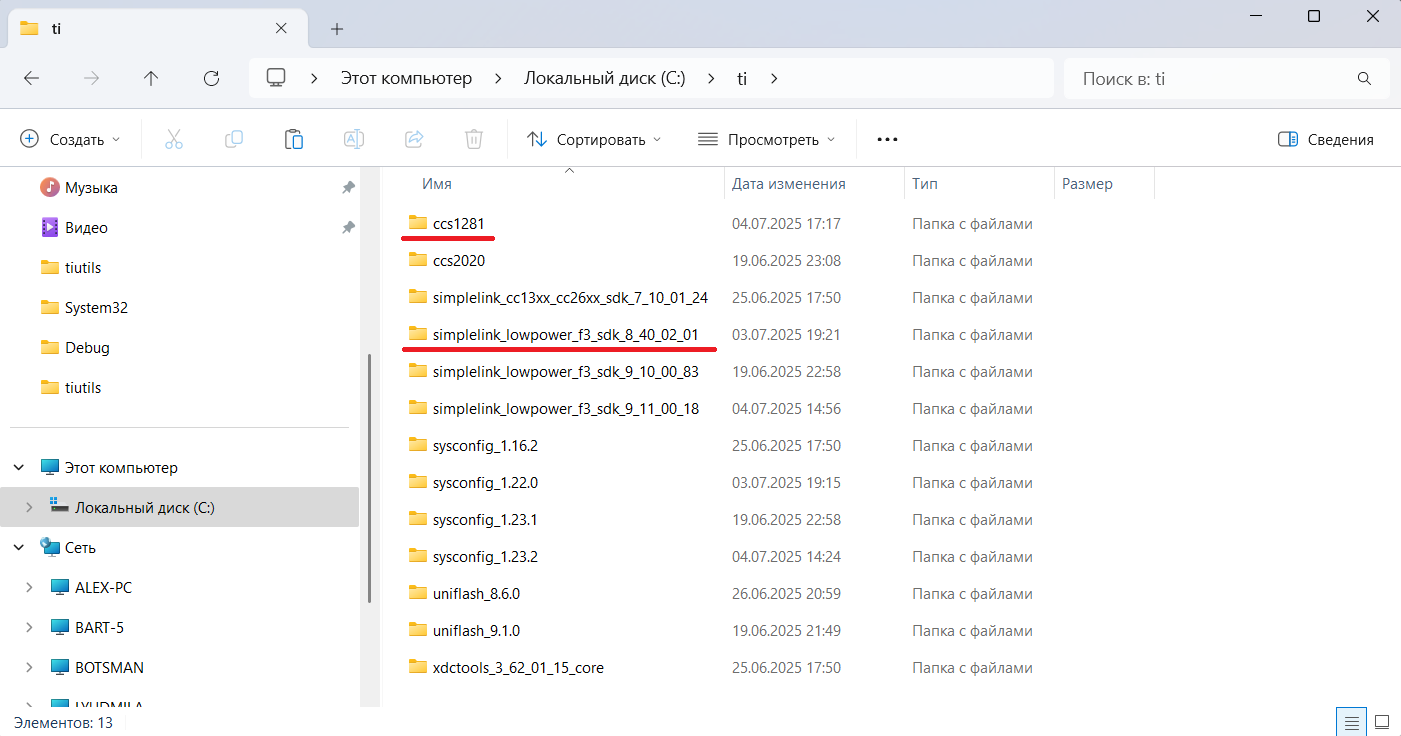 ti
Этот компьютер Локальный диск (C:) ti
Поиск в: ti
Создать Сортировать Просмотреть Сведения
Музыка
Видео
tiutils
System32
Debug
tiutils
Этот компьютер
Локальный диск (C:)
Сеть
ALEX-PC
BART-5
BOTSMAN
LYUDMILA
Имя Дата изменения Тип Размер
ccs1281 04.07.2025 17:17 Папка с файлами
ccs2020 19.06.2025 23:08 Папка с файлами
simplelink_cc13xx_cc26xx_sdk_7_10_01_24 25.06.2025 17:50 Папка с файлами
simplelink_lowpower_f3_sdk_8_40_02_01 03.07.2025 19:21 Папка с файлами
simplelink_lowpower_f3_sdk_9_10_00_83 19.06.2025 22:58 Папка с файлами
simplelink_lowpower_f3_sdk_9_11_00_18 04.07.2025 14:56 Папка с файлами
sysconfig_1.16.2 25.06.2025 17:50 Папка с файлами
sysconfig_1.22.0 03.07.2025 19:15 Папка с файлами
sysconfig_1.23.1 19.06.2025 22:58 Папка с файлами
sysconfig_1.23.2 04.07.2025 14:24 Папка с файлами
uniflash_8.6.0 26.06.2025 20:59 Папка с файлами
uniflash_9.1.0 19.06.2025 21:49 Папка с файлами
xdctools_3_62_01_15_core 25.06.2025 17:50 Папка с файлами
Элементов: 13